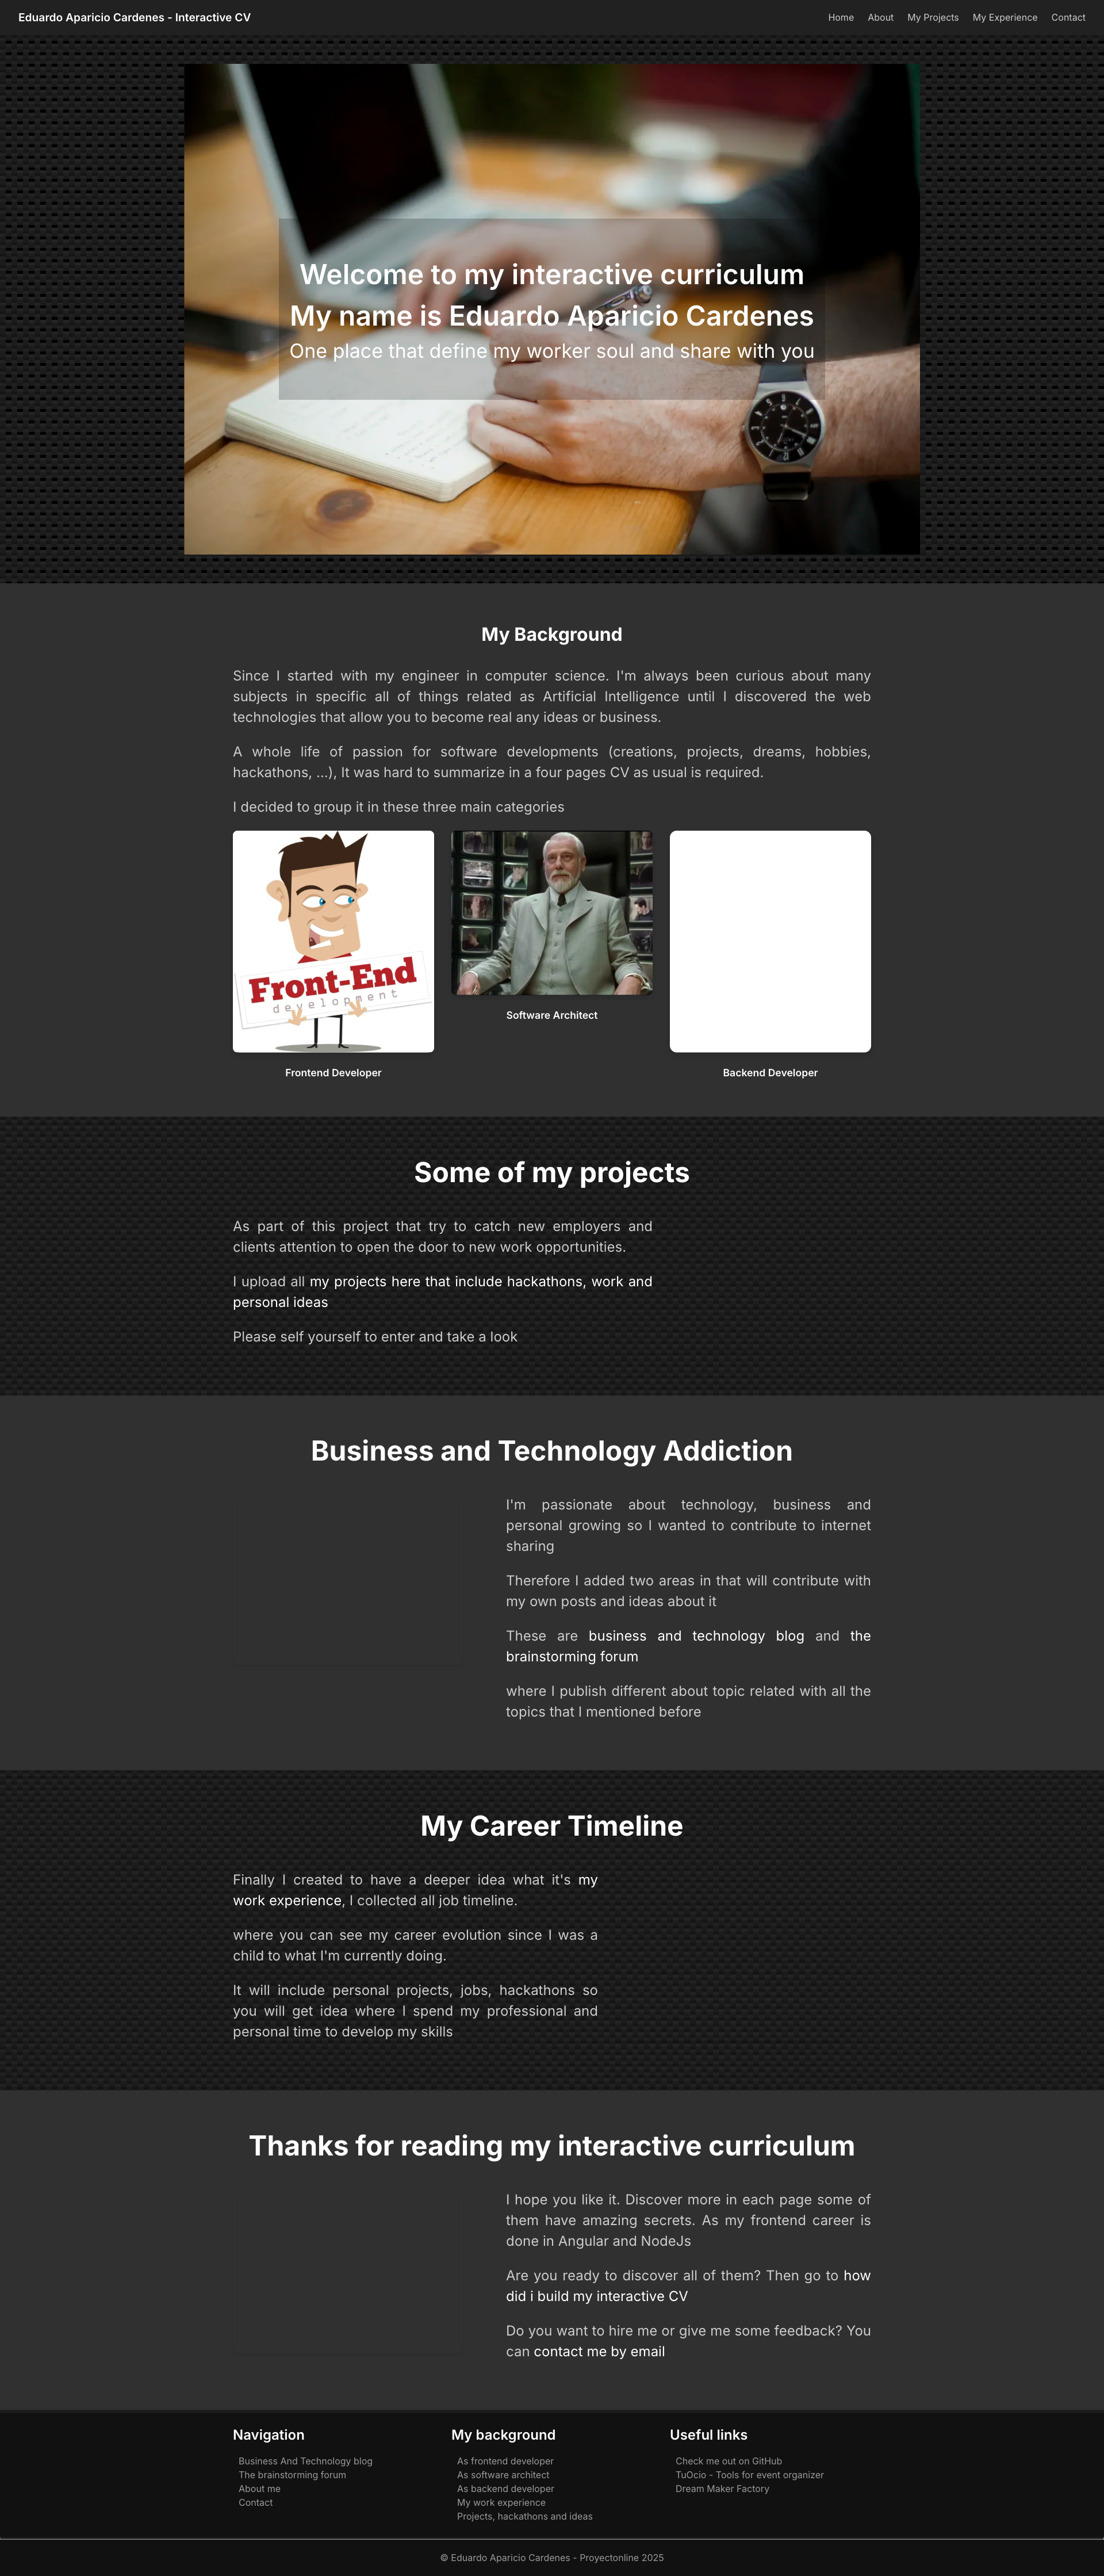 Eduardo Aparicio Cardenes - Interactive CV
Home About My Projects My Experience Contact
Welcome to my interactive curriculum
My name is Eduardo Aparicio Cardenes
One place that define my worker soul and share with you
My Background
Since I started with my engineer in computer science. I'm always been curious about many
subjects in specific all of things related as Artificial Intelligence until I discovered the web
technologies that allow you to become real any ideas or business.
A whole life of passion for software developments (creations, projects, dreams, hobbies,
hackathons, ...), It was hard to summarize in a four pages CV as usual is required.
I decided to group it in these three main categories
Front-End
development
Frontend Developer
Software Architect
Backend Developer
Some of my projects
As part of this project that try to catch new employers and
clients attention to open the door to new work opportunities.
I upload all my projects here that include hackathons, work and
personal ideas
Please self yourself to enter and take a look
Business and Technology Addiction
I'm passionate about technology, business and
personal growing so I wanted to contribute to internet
sharing
Therefore I added two areas in that will contribute with
my own posts and ideas about it
These are business and technology blog and the
brainstorming forum
where I publish different about topic related with all the
topics that I mentioned before
My Career Timeline
Finally I created to have a deeper idea what it's my
work experience, I collected all job timeline.
where you can see my career evolution since I was a
child to what I'm currently doing.
It will include personal projects, jobs, hackathons so
you will get idea where I spend my professional and
personal time to develop my skills
Thanks for reading my interactive curriculum
I hope you like it. Discover more in each page some of
them have amazing secrets. As my frontend career is
done in Angular and NodeJs
Are you ready to discover all of them? Then go to how
did i build my interactive CV
Do you want to hire me or give me some feedback? You
can contact me by email
Navigation
Business And Technology blog
The brainstorming forum
About me
Contact
My background
As frontend developer
As software architect
As backend developer
My work experience
Projects, hackathons and ideas
Useful links
Check me out on GitHub
TuOcio - Tools for event organizer
Dream Maker Factory
© Eduardo Aparicio Cardenes - Proyectonline 2025